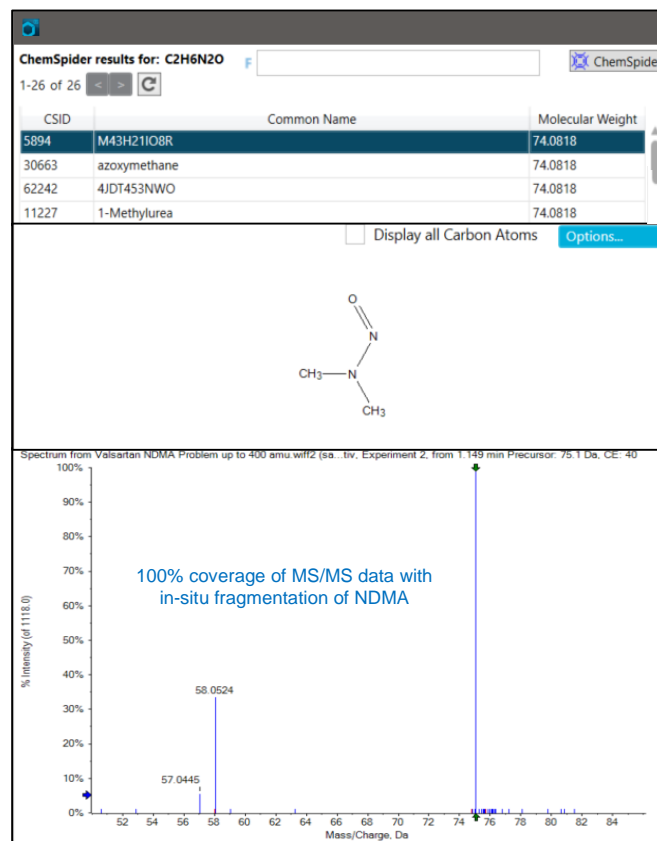 ChemSpider results for: C2H6N2O
F
ChemSpide
1-26 of 26 < > C
CSID Common Name Molecular Weight
5894 M43H21IO8R 74.0818
30663 azoxymethane 74.0818
62242 4JDT453NWO 74.0818
11227 1-Methylurea 74.0818
Display all Carbon Atoms Options...
O
N
CH3 N
CH3
Spectrum from Valsartan NDMA Problem up to 400 amu.wiff2 (sa...tiv, Experiment 2, from 1.149 min Precursor: 75.1 Da, CE: 40
100%
90%
80%
70%
60%
50%
40%
30%
20%
10%
0%
% Intensity (of 1118.0)
100% coverage of MS/MS data with
in-situ fragmentation of NDMA
58.0524
57.0445
52 54 56 58 60 62 64 66 68 70 72 74 76 78 80 82 84
Mass/Charge, Da